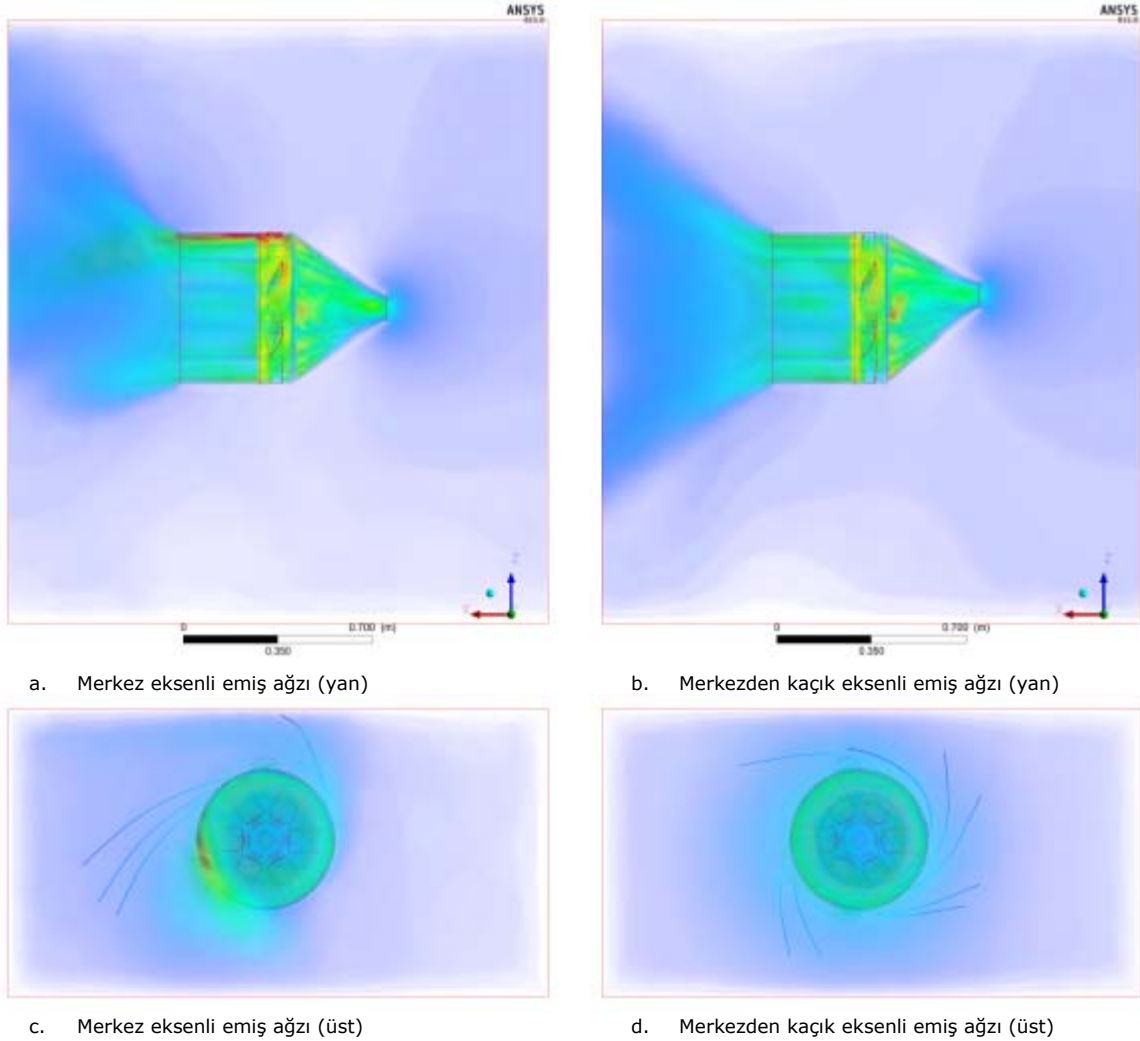 ANSYS
ANSYS
0 0.700 (m)
0.350
0 0.700 (m)
0.350
a. Merkez eksenli emiş ağzı (yan)
b. Merkezden kaçık eksenli emiş ağzı (yan)
c. Merkez eksenli emiş ağzı (üst)
d. Merkezden kaçık eksenli emiş ağzı (üst)